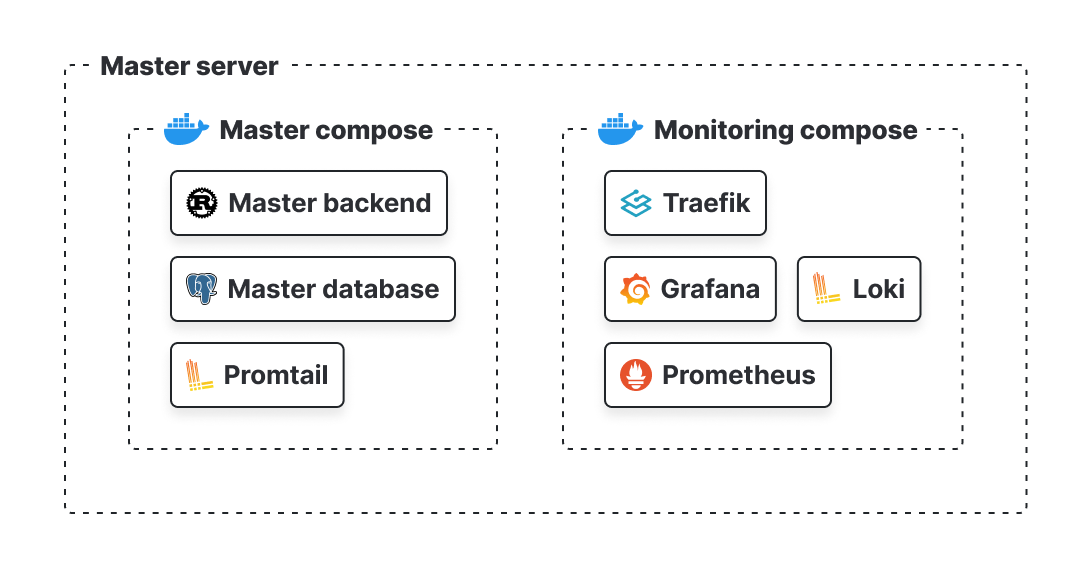 Master server
Master compose
Master backend
Master database
Promtail
Monitoring compose
Traefik
Grafana
Loki
Prometheus